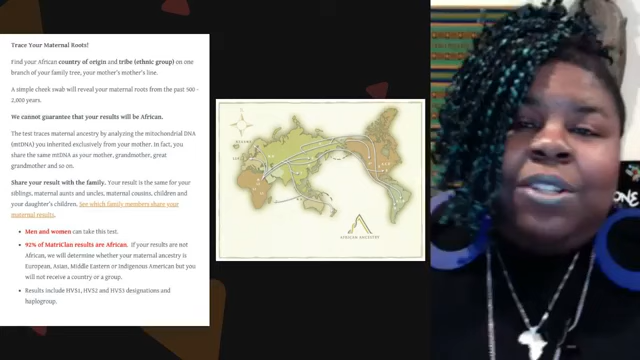 Trace Your Maternal Roots!
Find your African country of origin and tribe (ethnic group) on one
branch of your family tree, your mother's mother's line.
A simple cheek swab will reveal your maternal roots from the past 500 -
2,000 years.
We cannot guarantee that your results will be African.
The test traces maternal ancestry by analyzing the mitochondrial DNA
(mtDNA) you inherited exclusively from your mother. In fact, you
share the same mtDNA as your mother, grandmother, great
grandmother and so on.
Share your result with the family. Your result is the same for your
siblings, maternal aunts and uncles, maternal cousins, children and
your daughter's children. See which family members share your
maternal results.
Men and women can take this test.
92% of MatriClan results are African. If your results are not
African, we will determine whether your maternal ancestry is
European, Asian, Middle Eastern or Indigenous American but you
will not receive a country or a group.
Results include HVS1, HVS2 and HVS3 designations and
haplogroup.
AFRICAN ANCESTRY